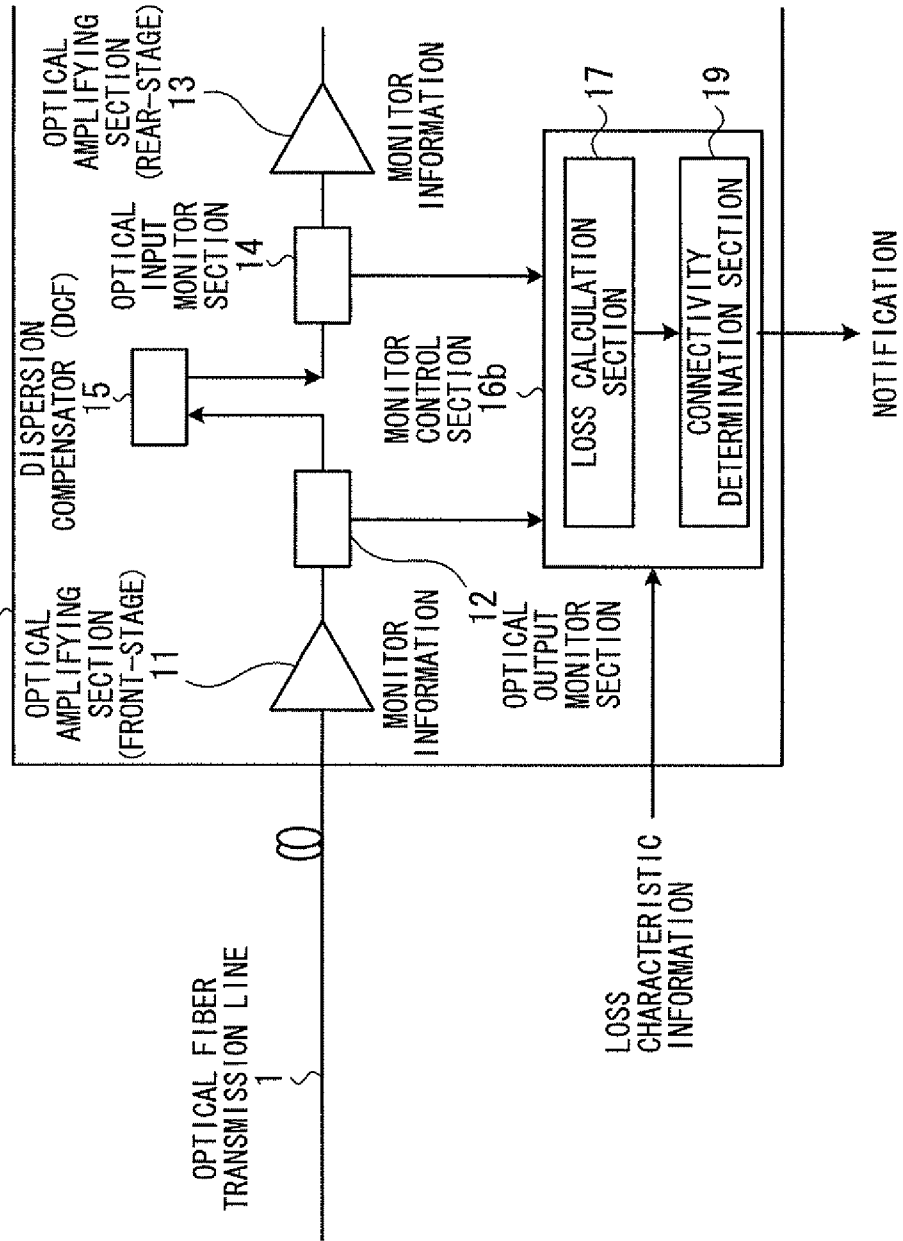 OPTICAL
AMPLIFYING
SECTION
(FRONT-STAGE)
11
DISPERSION
COMPENSATOR (DCF)
15
OPTICAL
INPUT
MONITOR
SECTION
14
OPTICAL
AMPLIFYING
SECTION
(REAR-STAGE)
13
OPTICAL FIBER
TRANSMISSION LINE
1
MONITOR
INFORMATION
12
OPTICAL
OUTPUT
MONITOR
SECTION
MONITOR
CONTROL
SECTION
16b
MONITOR
INFORMATION
LOSS CALCULATION
SECTION
17
CONNECTIVITY
DETERMINATION SECTION
19
LOSS
CHARACTERISTIC
INFORMATION
NOTIFICATION